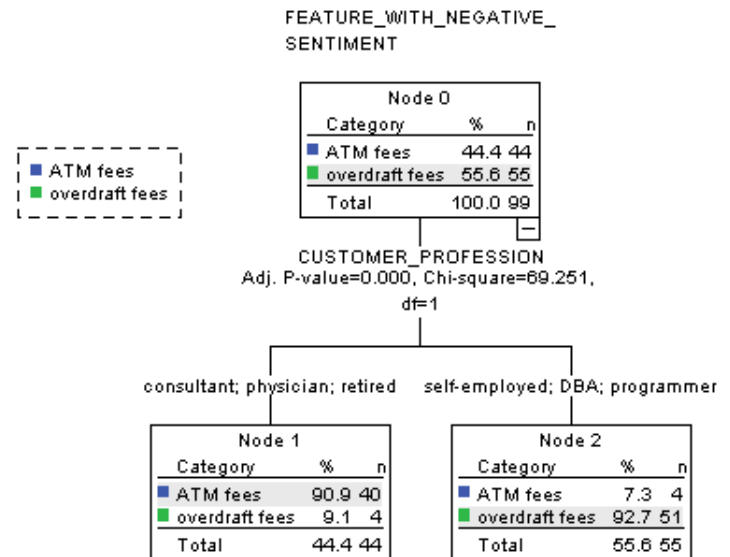 FEATURE_WITH_NEGATIVE_
SENTIMENT
Node 0
Category % n
ATM fees 44.4 44
overdraft fees 55.6 55
Total 100.0 99
ATM fees
overdraft fees
CUSTOMER_PROFESSION
Adj. P-value=0.000, Chi-square=69.251,
df=1
consultant; physician; retired
self-employed; DBA; programmer
Node 1
Category % n
ATM fees 90.9 40
overdraft fees 9.1 4
Total 44.4 44
Node 2
Category % n
ATM fees 7.3 4
overdraft fees 92.7 51
Total 55.6 55